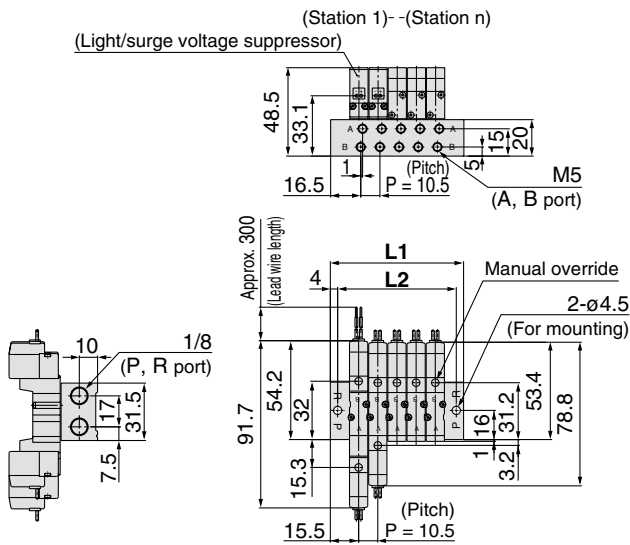 (Station 1)- -(Station n)
(Light/surge voltage suppressor)
48.5
33.1
A
A
B
B
15
20
5
1
(Pitch)
16.5
P = 10.5
M5
(A, B port)
Approx. 300
(Lead wire length)
L1
4
L2
Manual override
2-ø4.5
(For mounting)
10
1/8
(P, R port)
17
31.5
7.5
91.7
54.2
32
15.3
R
P
B B B B B
A A A A A
R
P
16
1
31.2
3.2
53.4
78.8
(Pitch)
15.5
P = 10.5